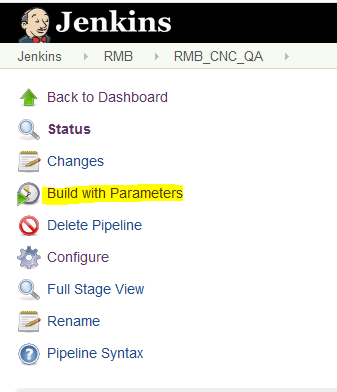 Jenkins
Jenkins RMB RMB_CNC_QA
Back to Dashboard
Status
Changes
Build with Parameters
Delete Pipeline
Configure
Full Stage View
Rename
Pipeline Syntax